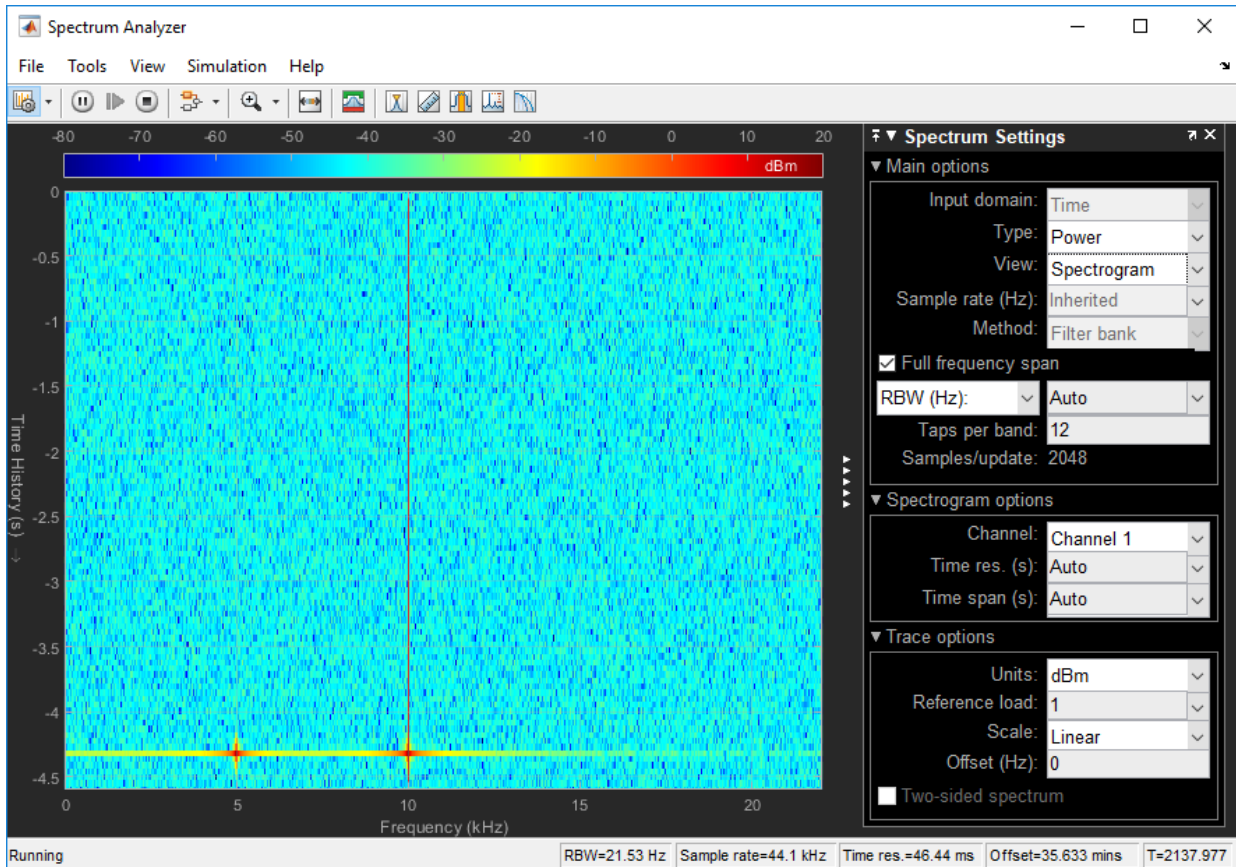 Spectrum Analyzer
File Tools View Simulation Help
-80 -70 -60 -50 -40 -30 -20 -10 0 10 20
dBm
0
-0.5
-1
-1.5
-2
-2.5
-3
-3.5
-4
-4.5
Time History (s) →
0 5 10 15 20
Frequency (kHz)
Spectrum Settings
Main options
Input domain: Time
Type: Power
View: Spectrogram
Sample rate (Hz): Inherited
Method: Filter bank
Full frequency span
RBW (Hz): Auto
Taps per band: 12
Samples/update: 2048
Spectrogram options
Channel: Channel 1
Time res. (s): Auto
Time span (s): Auto
Trace options
Units: dBm
Reference load: 1
Scale: Linear
Offset (Hz): 0
Two-sided spectrum
Running RBW=21.53 Hz Sample rate=44.1 kHz Time res.=46.44 ms Offset=35.633 mins T=2137.977